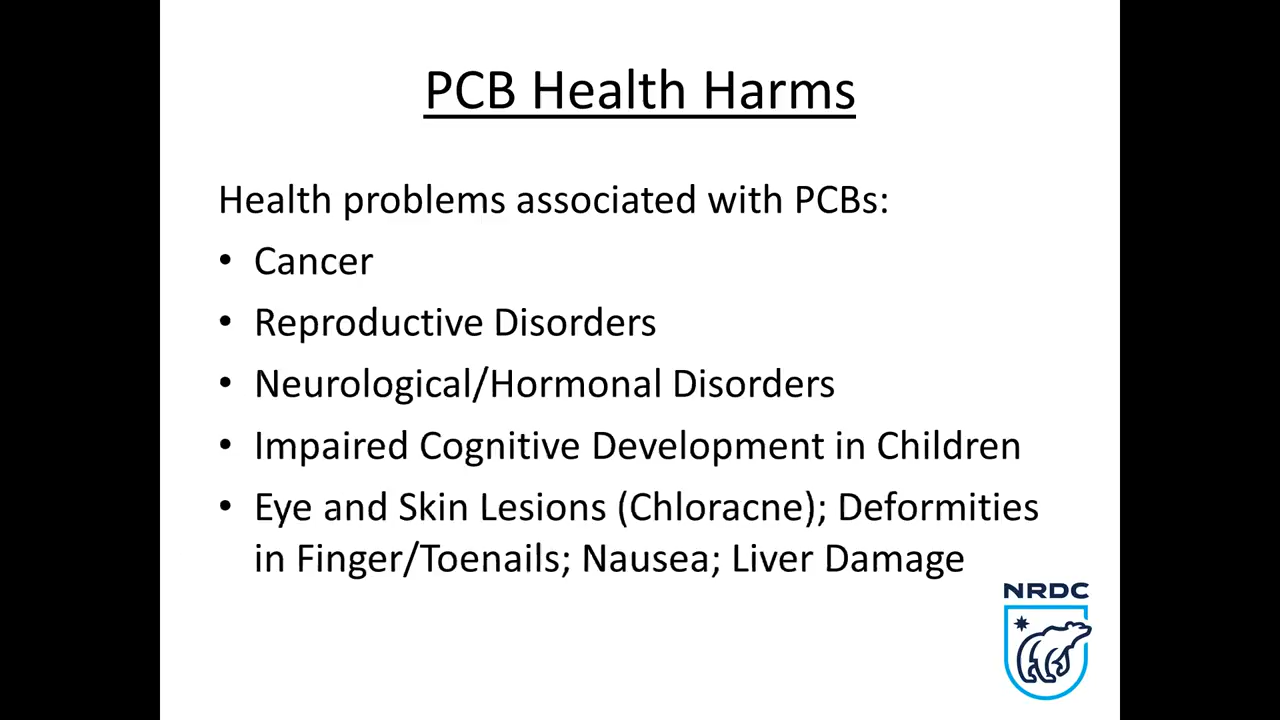 PCB Health Harms
Health problems associated with PCBs:
• Cancer
• Reproductive Disorders
• Neurological/Hormonal Disorders
• Impaired Cognitive Development in Children
• Eye and Skin Lesions (Chloracne); Deformities
in Finger/Toenails; Nausea; Liver Damage
NRDC